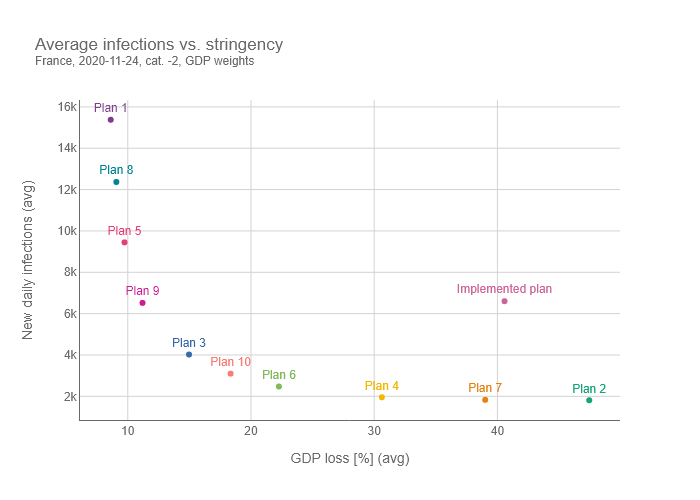 Average infections vs. stringency
France, 2020-11-24, cat. -2, GDP weights
New daily infections (avg)
16k
14k
12k
10k
8k
6k
4k
2k
Plan 1
Plan 8
Plan 5
Plan 9
Implemented plan
Plan 3
Plan 10
Plan 6
Plan 4
Plan 7
Plan 2
10
20
30
40
GDP loss [%] (avg)